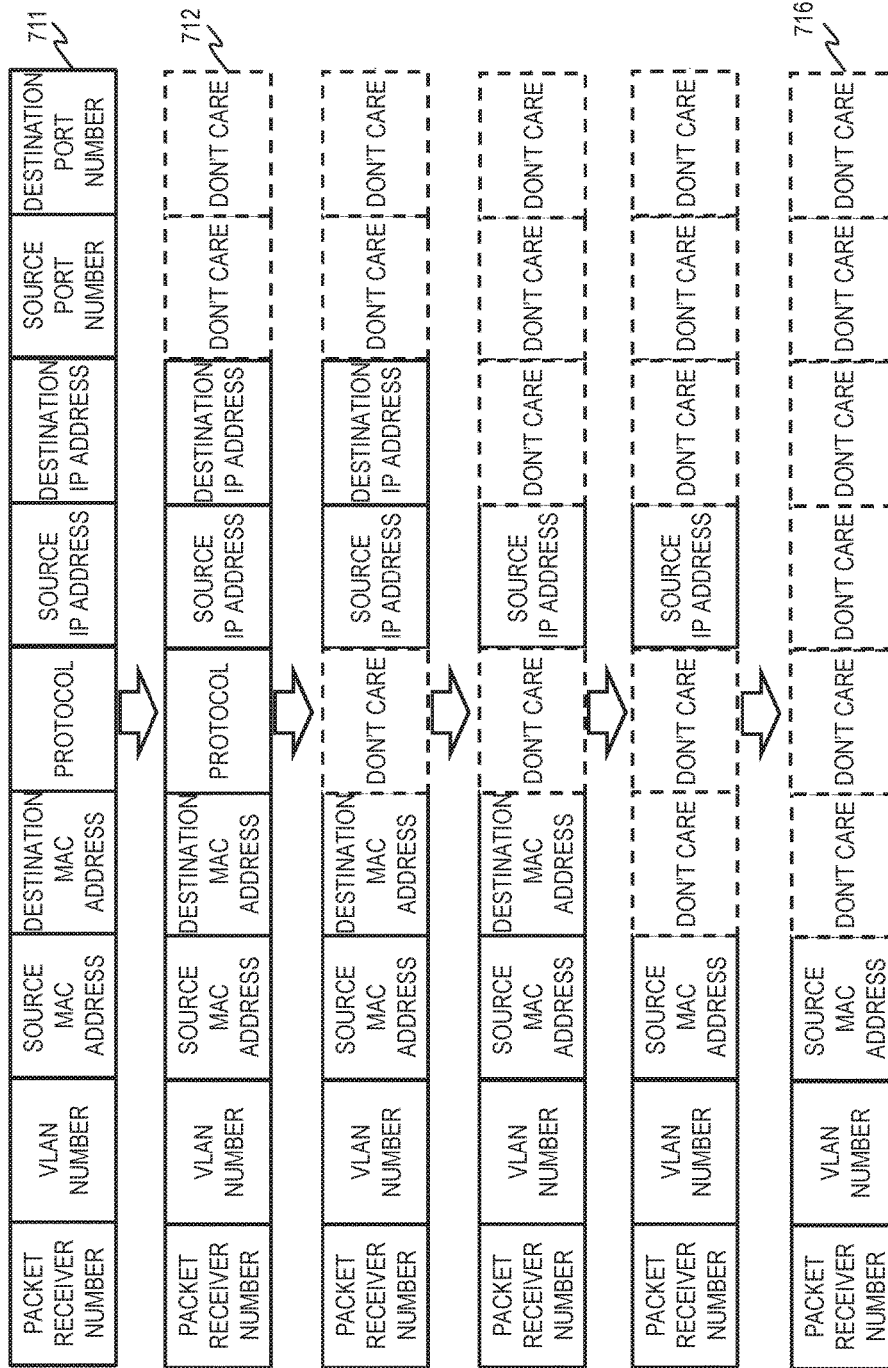 PACKET
RECEIVER
NUMBER
VLAN
NUMBER
SOURCE
MAC
ADDRESS
DESTINATION
MAC
ADDRESS
PROTOCOL
SOURCE
IP ADDRESS
DESTINATION
IP ADDRESS
SOURCE
PORT
NUMBER
DESTINATION
PORT
NUMBER
711
PACKET
RECEIVER
NUMBER
VLAN
NUMBER
SOURCE
MAC
ADDRESS
DESTINATION
MAC
ADDRESS
PROTOCOL
SOURCE
IP ADDRESS
DESTINATION
IP ADDRESS
DON'T CARE
DON'T CARE
712
PACKET
RECEIVER
NUMBER
VLAN
NUMBER
SOURCE
MAC
ADDRESS
DESTINATION
MAC
ADDRESS
DON'T CARE
SOURCE
IP ADDRESS
DESTINATION
IP ADDRESS
DON'T CARE
DON'T CARE
PACKET
RECEIVER
NUMBER
VLAN
NUMBER
SOURCE
MAC
ADDRESS
DESTINATION
MAC
ADDRESS
DON'T CARE
SOURCE
IP ADDRESS
DON'T CARE
DON'T CARE
DON'T CARE
PACKET
RECEIVER
NUMBER
VLAN
NUMBER
SOURCE
MAC
ADDRESS
DON'T CARE
DON'T CARE
SOURCE
IP ADDRESS
DON'T CARE
DON'T CARE
DON'T CARE
PACKET
RECEIVER
NUMBER
VLAN
NUMBER
SOURCE
MAC
ADDRESS
DON'T CARE
DON'T CARE
DON'T CARE
DON'T CARE
DON'T CARE
DON'T CARE
716